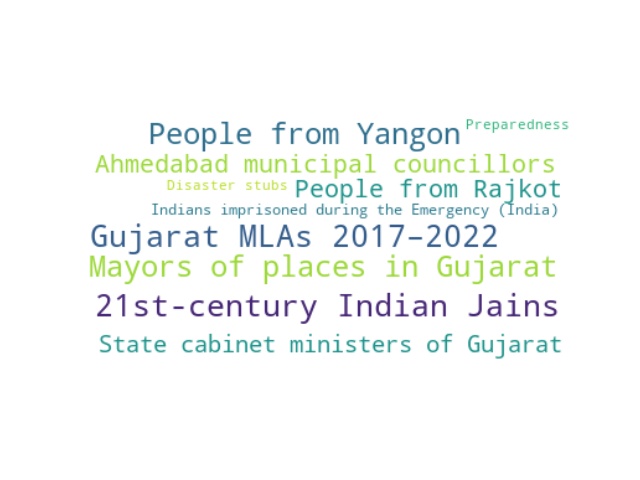 People from Yangon Preparedness
Ahmedabad municipal councillors
Disaster stubs People from Rajkot
Indians imprisoned during the Emergency (India)
Gujarat MLAs 2017–2022
Mayors of places in Gujarat
21st-century Indian Jains
State cabinet ministers of Gujarat